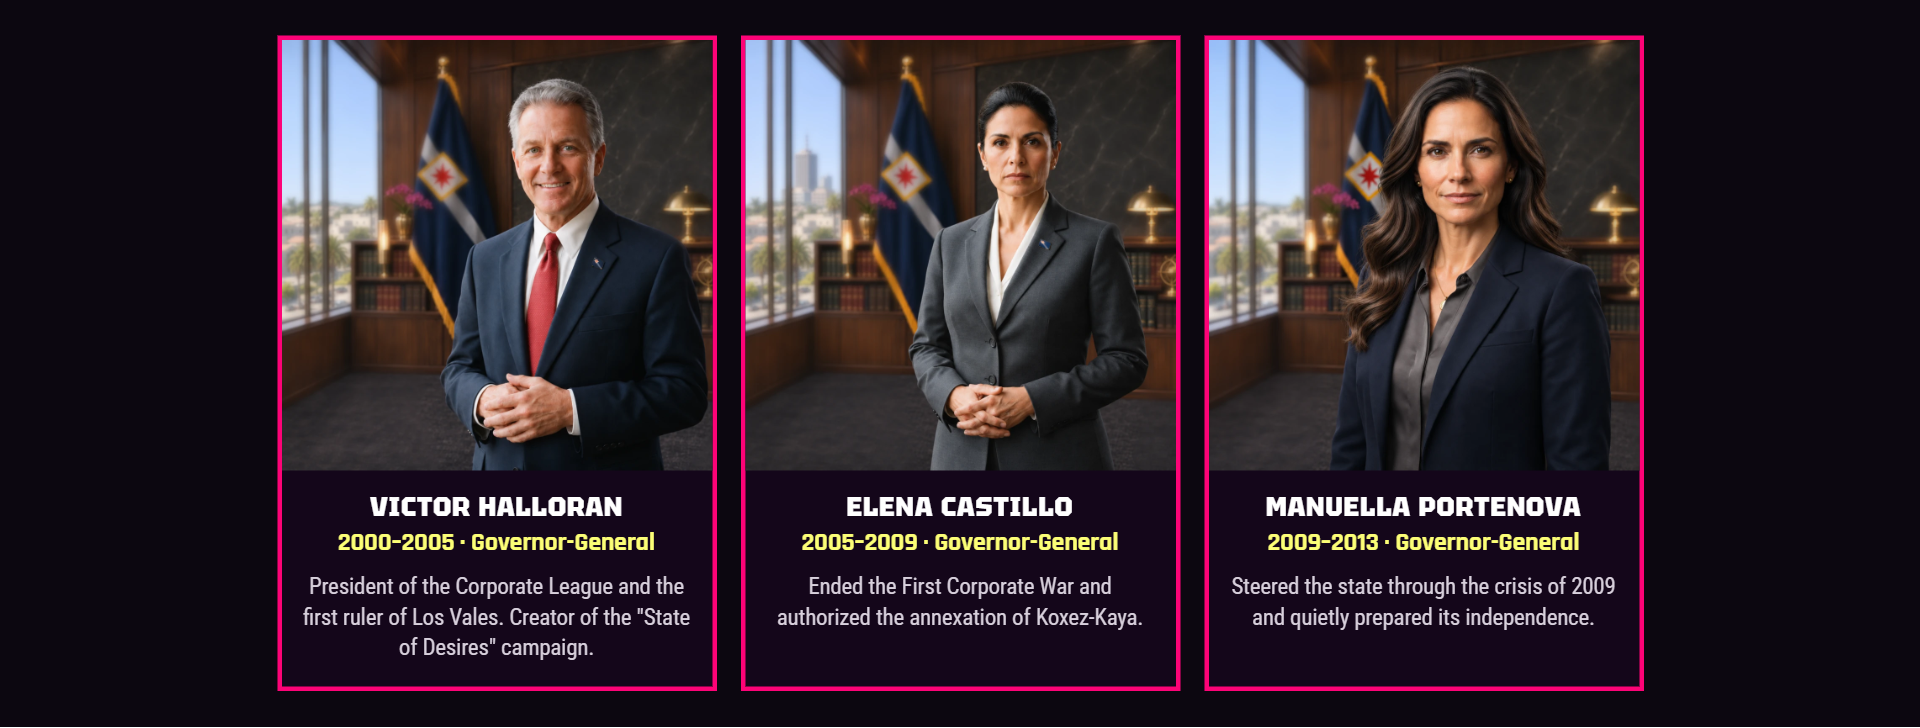 VICTOR HALLORAN
2000–2005 · Governor-General
President of the Corporate League and the
first ruler of Los Vales. Creator of the "State
of Desires" campaign.
ELENA CASTILLO
2005–2009 · Governor-General
Ended the First Corporate War and
authorized the annexation of Koxez-Kaya.
MANUELLA PORTENOVA
2009–2013 · Governor-General
Steered the state through the crisis of 2009
and quietly prepared its independence.